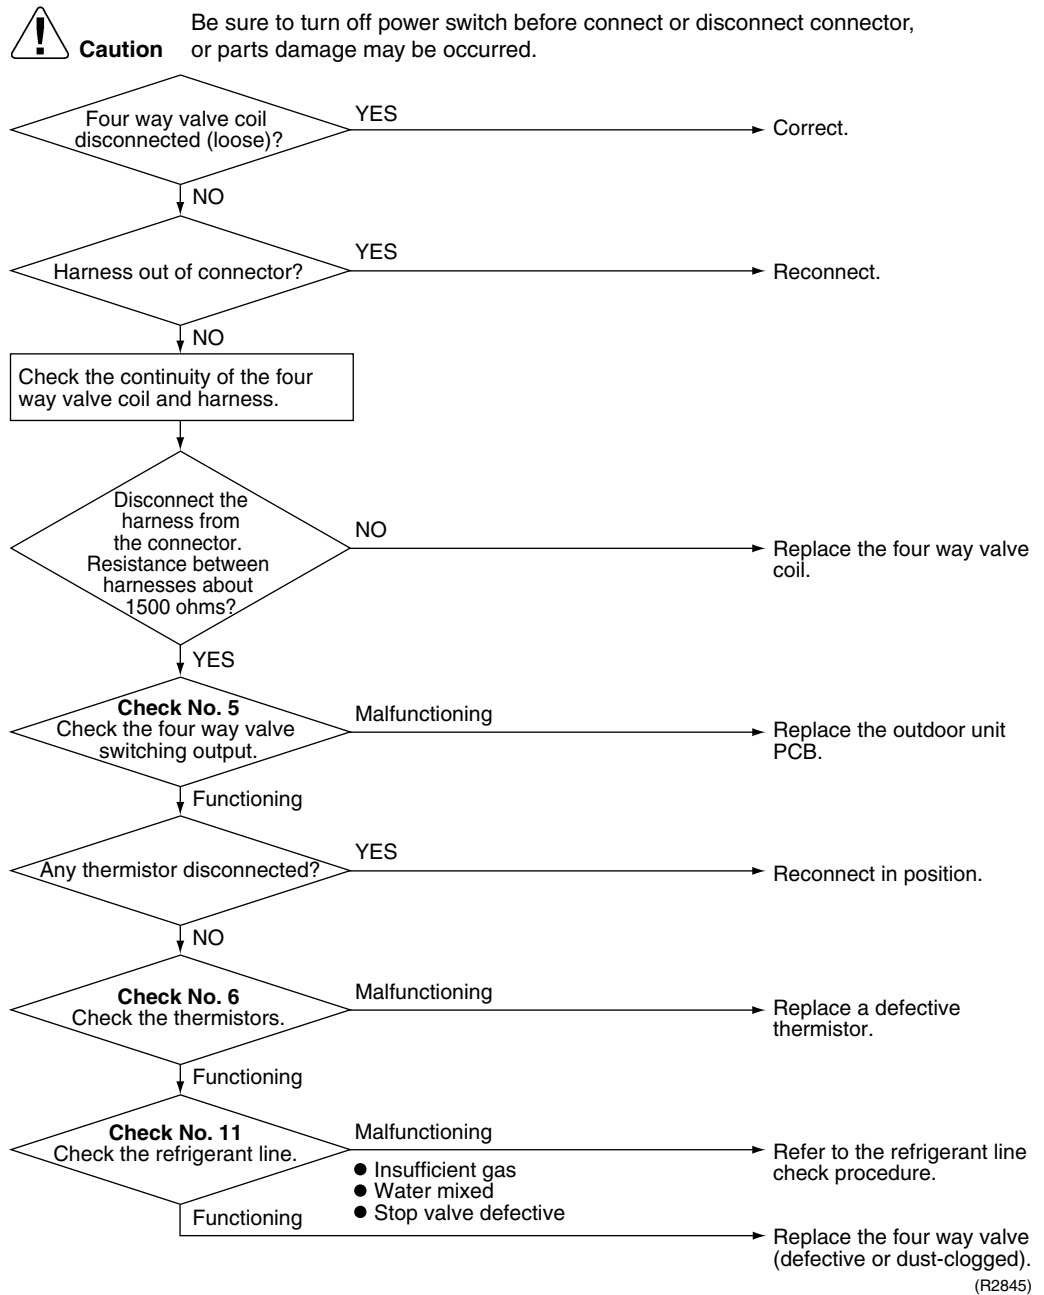 Be sure to turn off power switch before connect or disconnect connector,
Caution or parts damage may be occurred.
Four way valve coil
disconnected (loose)?
YES
Correct.
NO
Harness out of connector?
YES
Reconnect.
NO
Check the continuity of the four
way valve coil and harness.
Disconnect the
harness from
the connector.
Resistance between
harnesses about
1500 ohms?
NO
Replace the four way valve
coil.
YES
Check No. 5
Check the four way valve
switching output.
Malfunctioning
Replace the outdoor unit
PCB.
Functioning
Any thermistor disconnected?
YES
Reconnect in position.
NO
Check No. 6
Check the thermistors.
Malfunctioning
Replace a defective
thermistor.
Functioning
Check No. 11
Check the refrigerant line.
Malfunctioning
● Insufficient gas
● Water mixed
● Stop valve defective
Refer to the refrigerant line
check procedure.
Functioning
Replace the four way valve
(defective or dust-clogged).
(R2845)